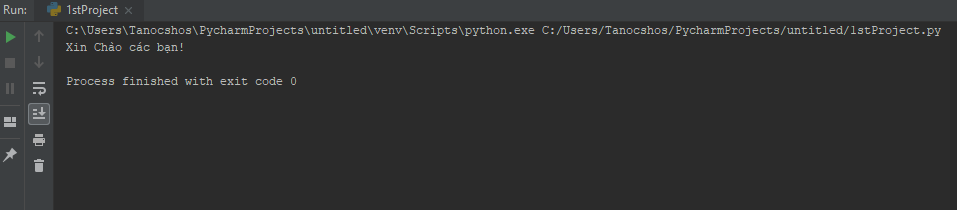 Run: 1stProject
C:\Users\Tanocshos\PycharmProjects\untitled\venv\Scripts\python.exe C:/Users/Tanocshos/PycharmProjects/untitled/1stProject.py
Xin Chào các bạn!
Process finished with exit code 0